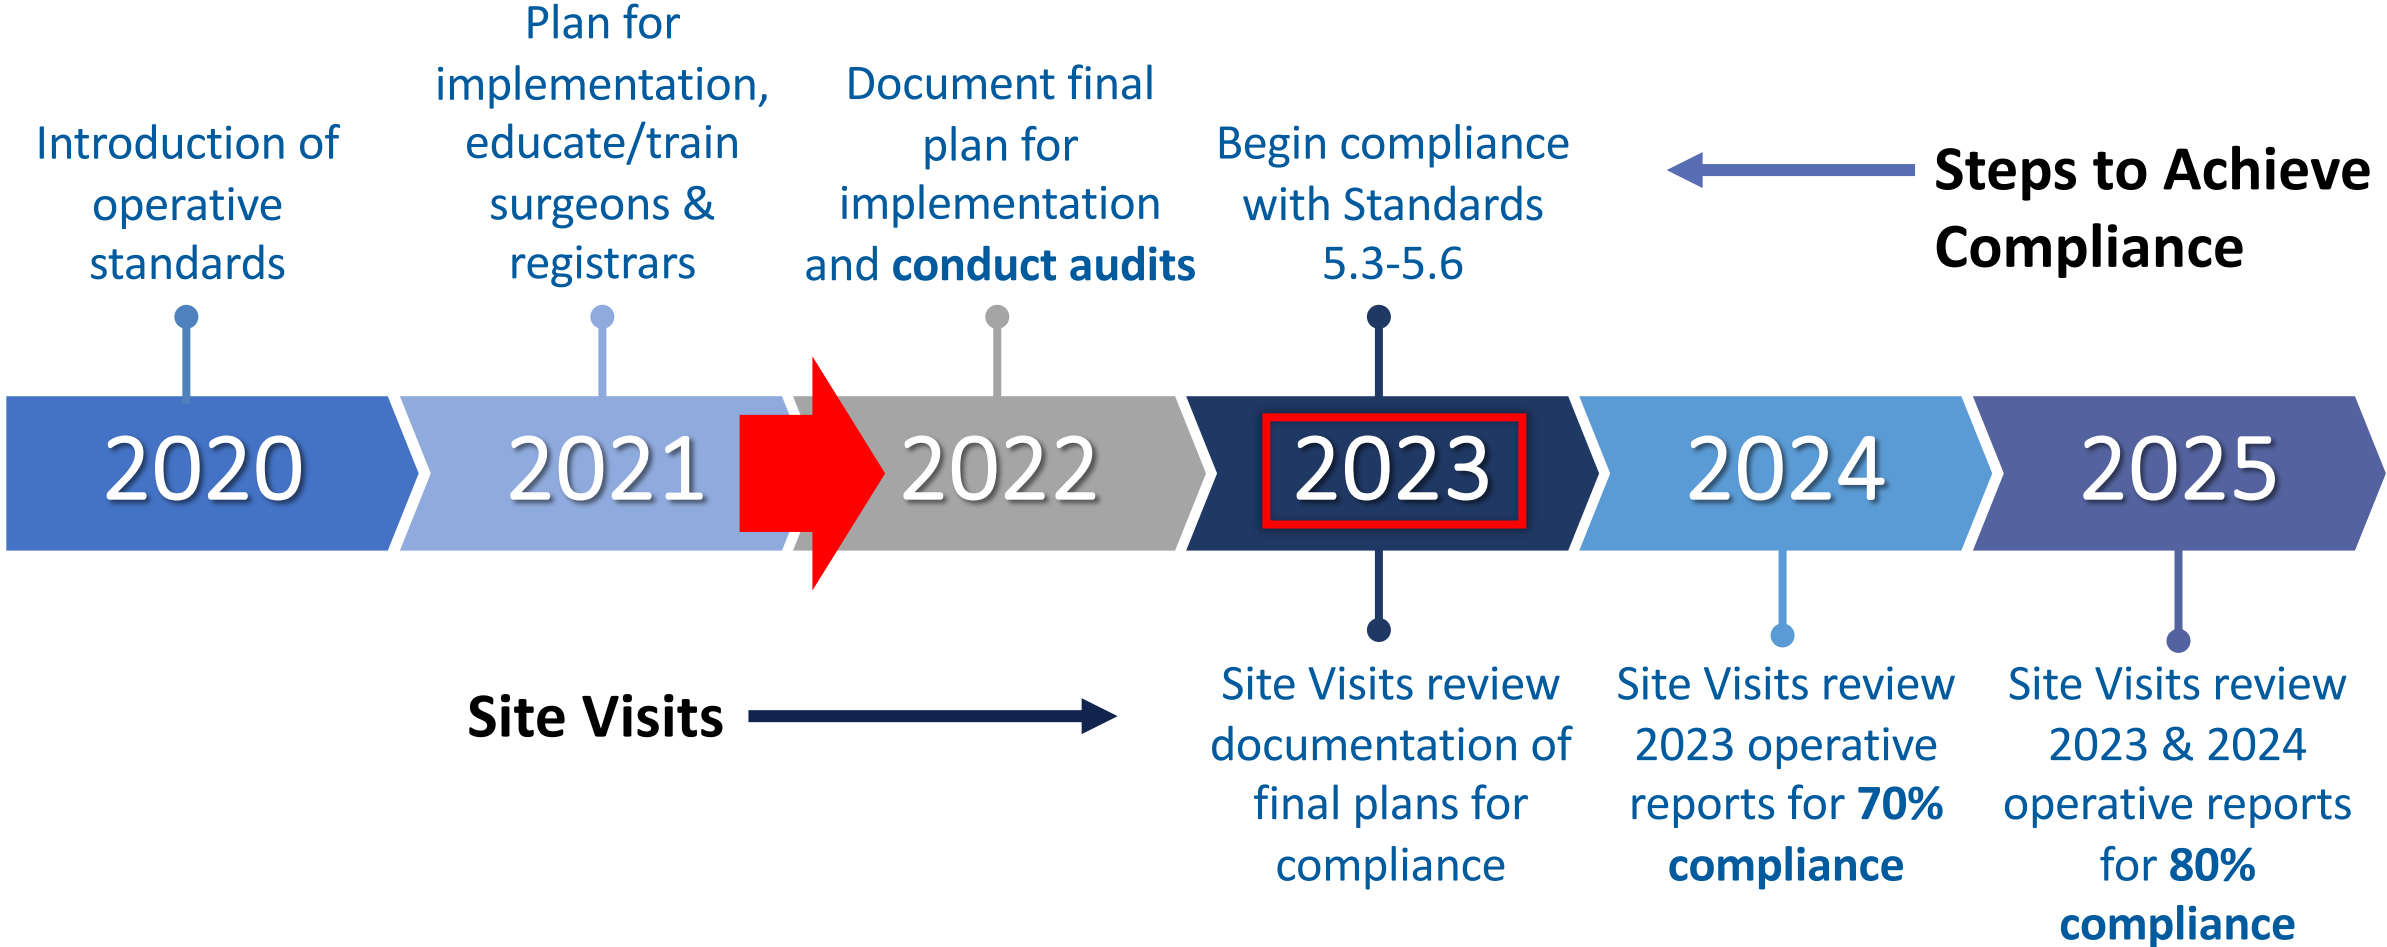 Introduction of
operative
standards
Plan for
implementation,
educate/train
surgeons &
registrars
Document final
plan for
implementation
and conduct audits
Begin compliance
with Standards
5.3-5.6
Steps to Achieve
Compliance
2020
2021
2022
2023
2024
2025
Site Visits
Site Visits review
documentation of
final plans for
compliance
Site Visits review
2023 operative
reports for 70%
compliance
Site Visits review
2023 & 2024
operative reports
for 80%
compliance